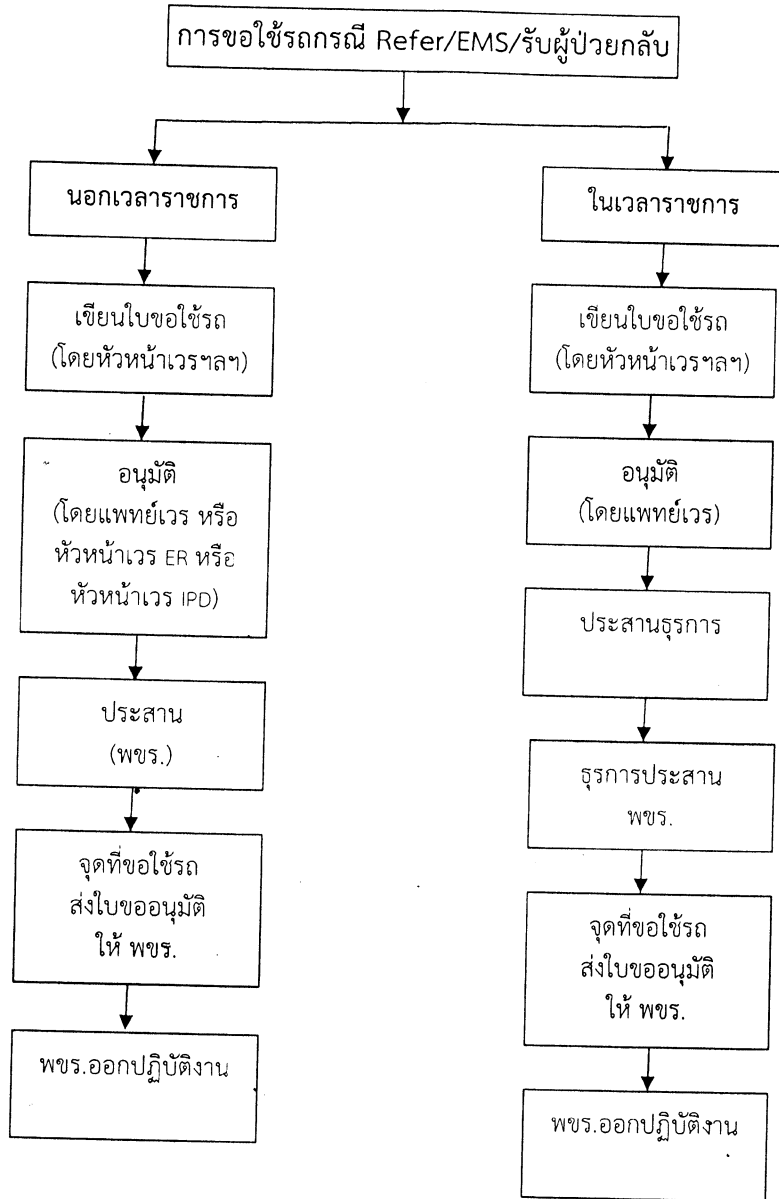 การขอใช้รถกรณี Refer/EMS/รับผู้ป่วยกลับ
นอกเวลาราชการ
เขียนใบขอใช้รถ
(โดยหัวหน้าเวรฯลฯ)
อนุมัติ
(โดยแพทย์เวร หรือ
หัวหน้าเวร ER หรือ
หัวหน้าเวร IPD)
ประสาน
(พขร.)
จุดที่ขอใช้รถ
ส่งใบขออนุมัติ
ให้ พขร.
พขร.ออกปฏิบัติงาน
ในเวลาราชการ
เขียนใบขอใช้รถ
(โดยหัวหน้าเวรฯลฯ)
อนุมัติ
(โดยแพทย์เวร)
ประสานธุรการ
ธุรการประสาน
พขร.
จุดที่ขอใช้รถ
ส่งใบขออนุมัติ
ให้ พขร.
พขร.ออกปฏิบัติงาน